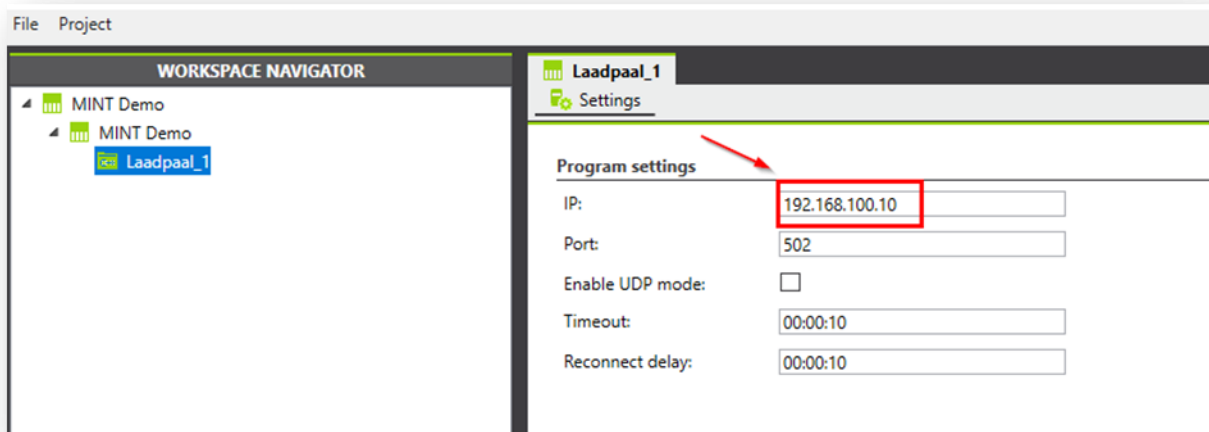 File Project
WORKSPACE NAVIGATOR
MINT Demo
MINT Demo
Laadpaal_1
Laadpaal_1
Settings
Program settings
IP: 192.168.100.10
Port: 502
Enable UDP mode:
Timeout: 00:00:10
Reconnect delay: 00:00:10